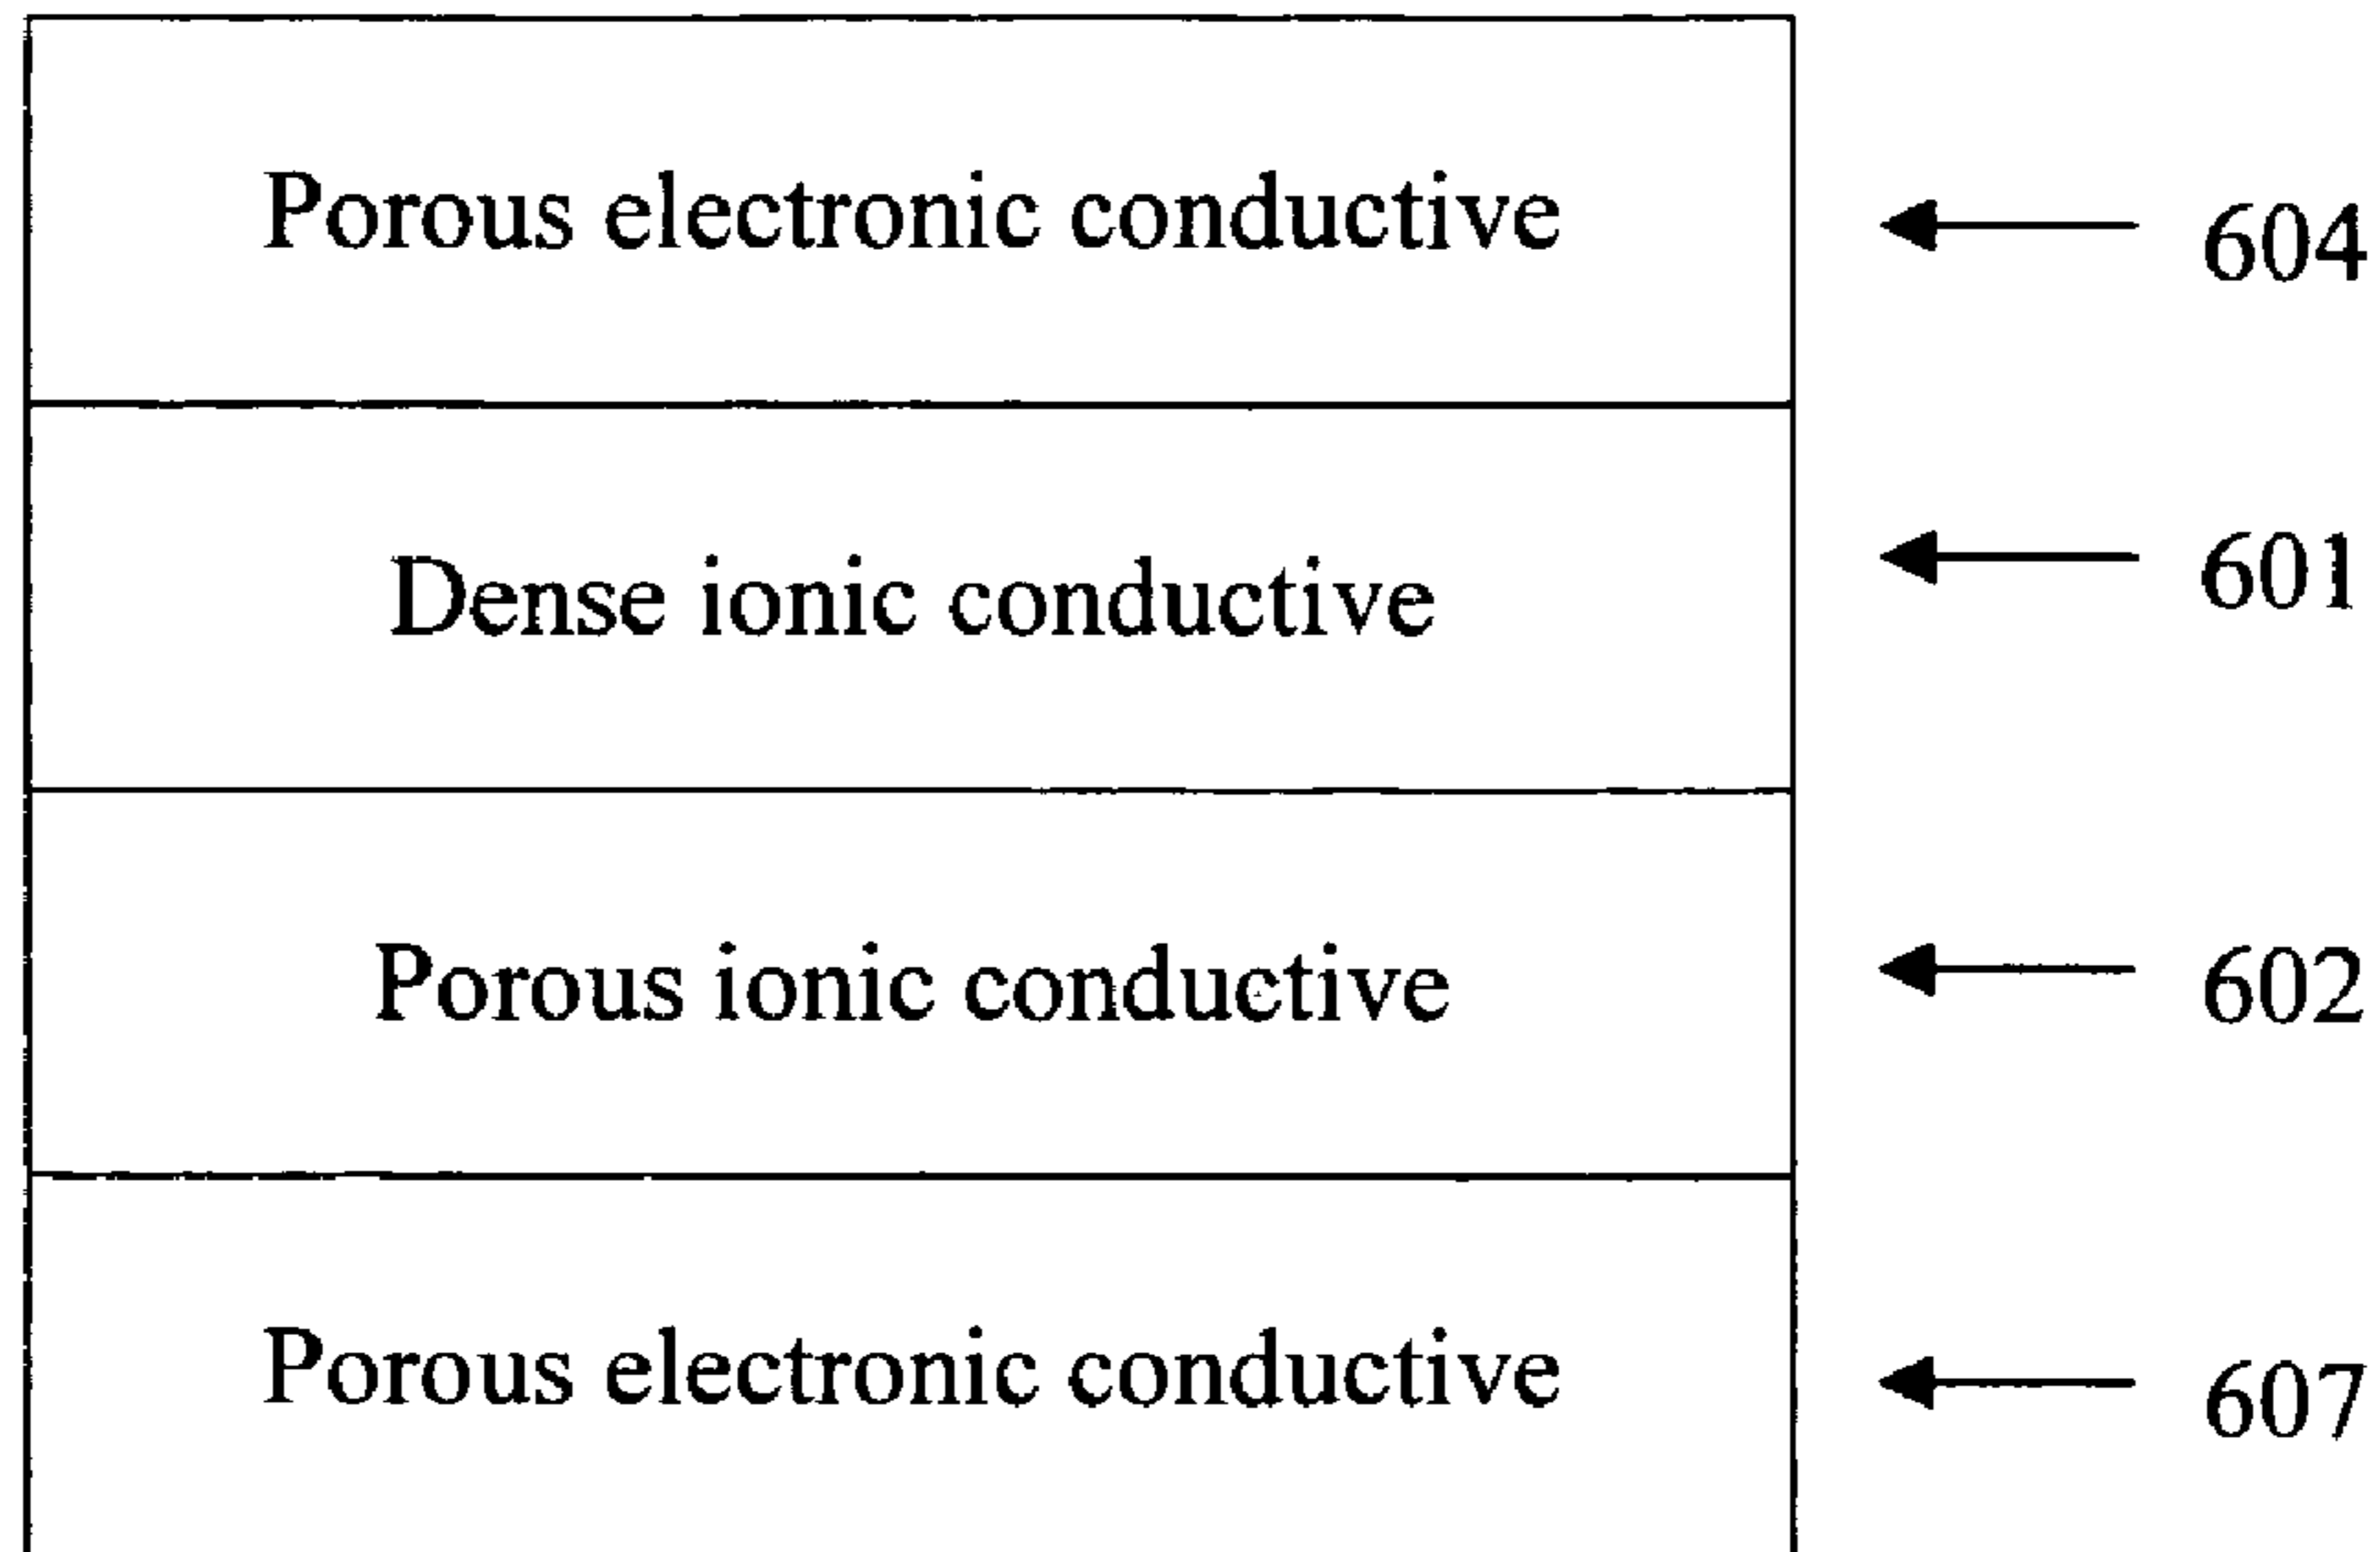 Porous electronic conductive 604
Dense ionic conductive 601
Porous ionic conductive 602
Porous electronic conductive 607